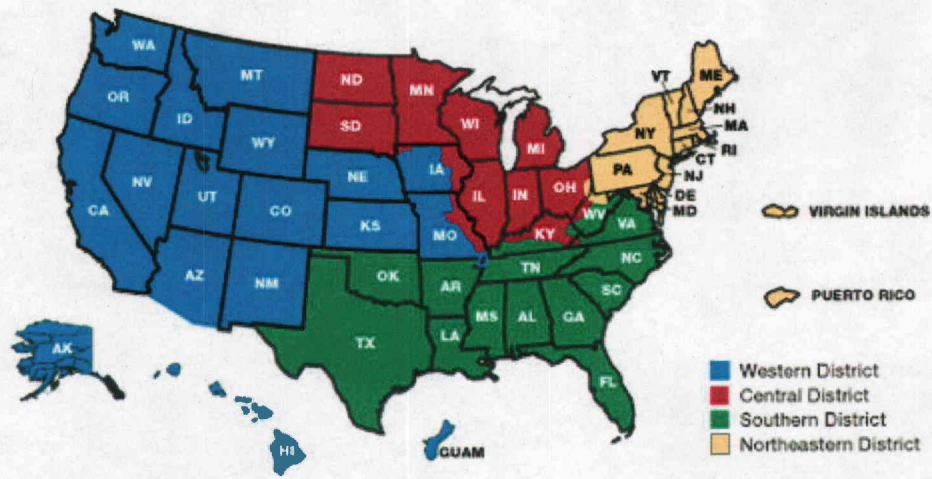 WA
MT
ND
MN
OR
ID
SD
WI
MI
VT
ME
NH
WY
NY
MA
RI
CT
NV
UT
NE
IA
PA
NJ
DE
MD
CA
CO
KS
MO
IL
IN
OH
WV
VA
KY
VIRGIN ISLANDS
AZ
NM
OK
AR
TN
NC
SC
PUERTO RICO
TX
LA
MS
AL
GA
FL
AK
HI
GUAM
Western District
Central District
Southern District
Northeastern District